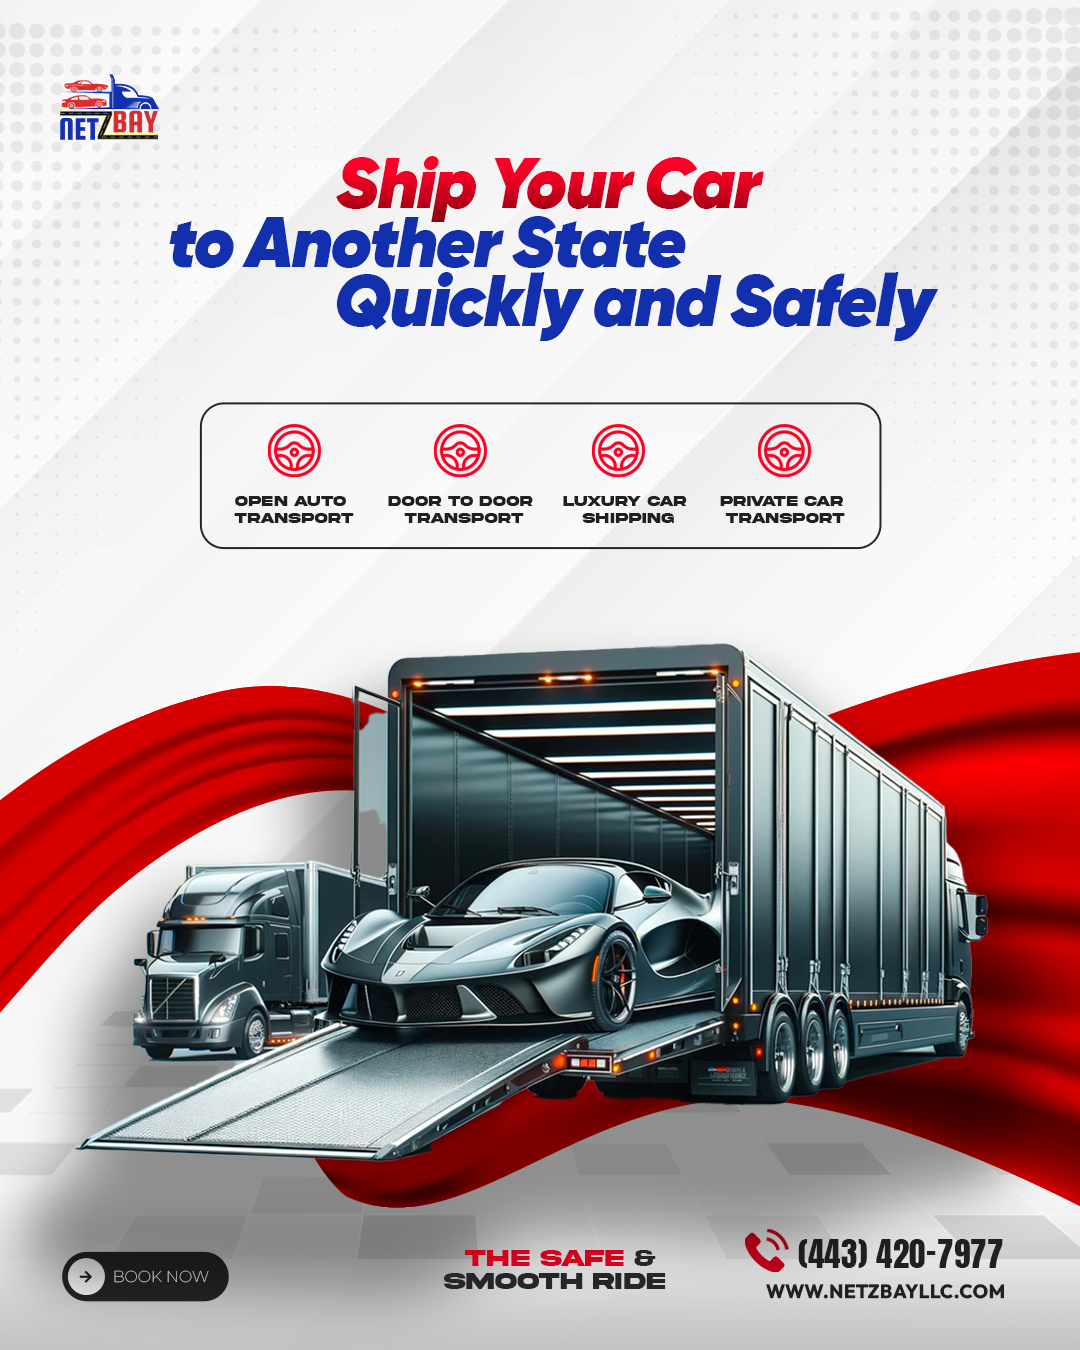 NETZBAY
Ship Your Car
to Another State
Quickly and Safely
OPEN AUTO
TRANSPORT
DOOR TO DOOR
TRANSPORT
LUXURY CAR
SHIPPING
PRIVATE CAR
TRANSPORT
BOOK NOW
THE SAFE &
SMOOTH RIDE
(443) 420-7977
WWW.NETZBAYLLC.COM